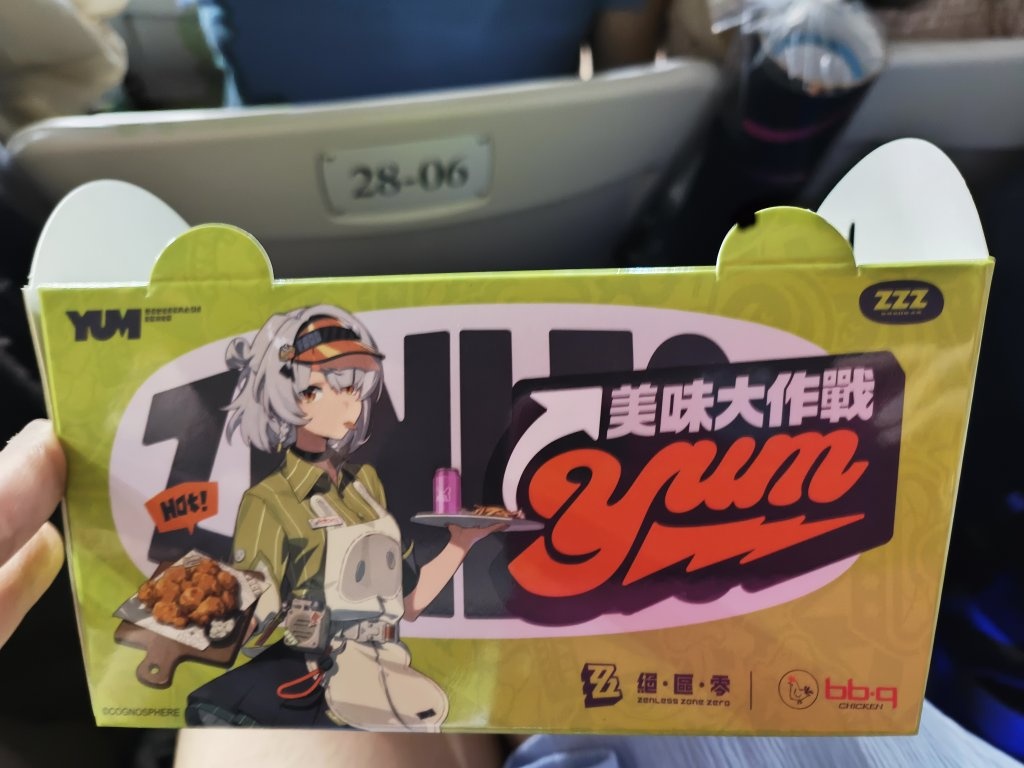 28-06
YUM
ZZZ
美味大作戰
yum
Hot!
絕·區·零
ZENLESS ZONE ZERO
bb.q
CHICKEN
©COGNOSPHERE